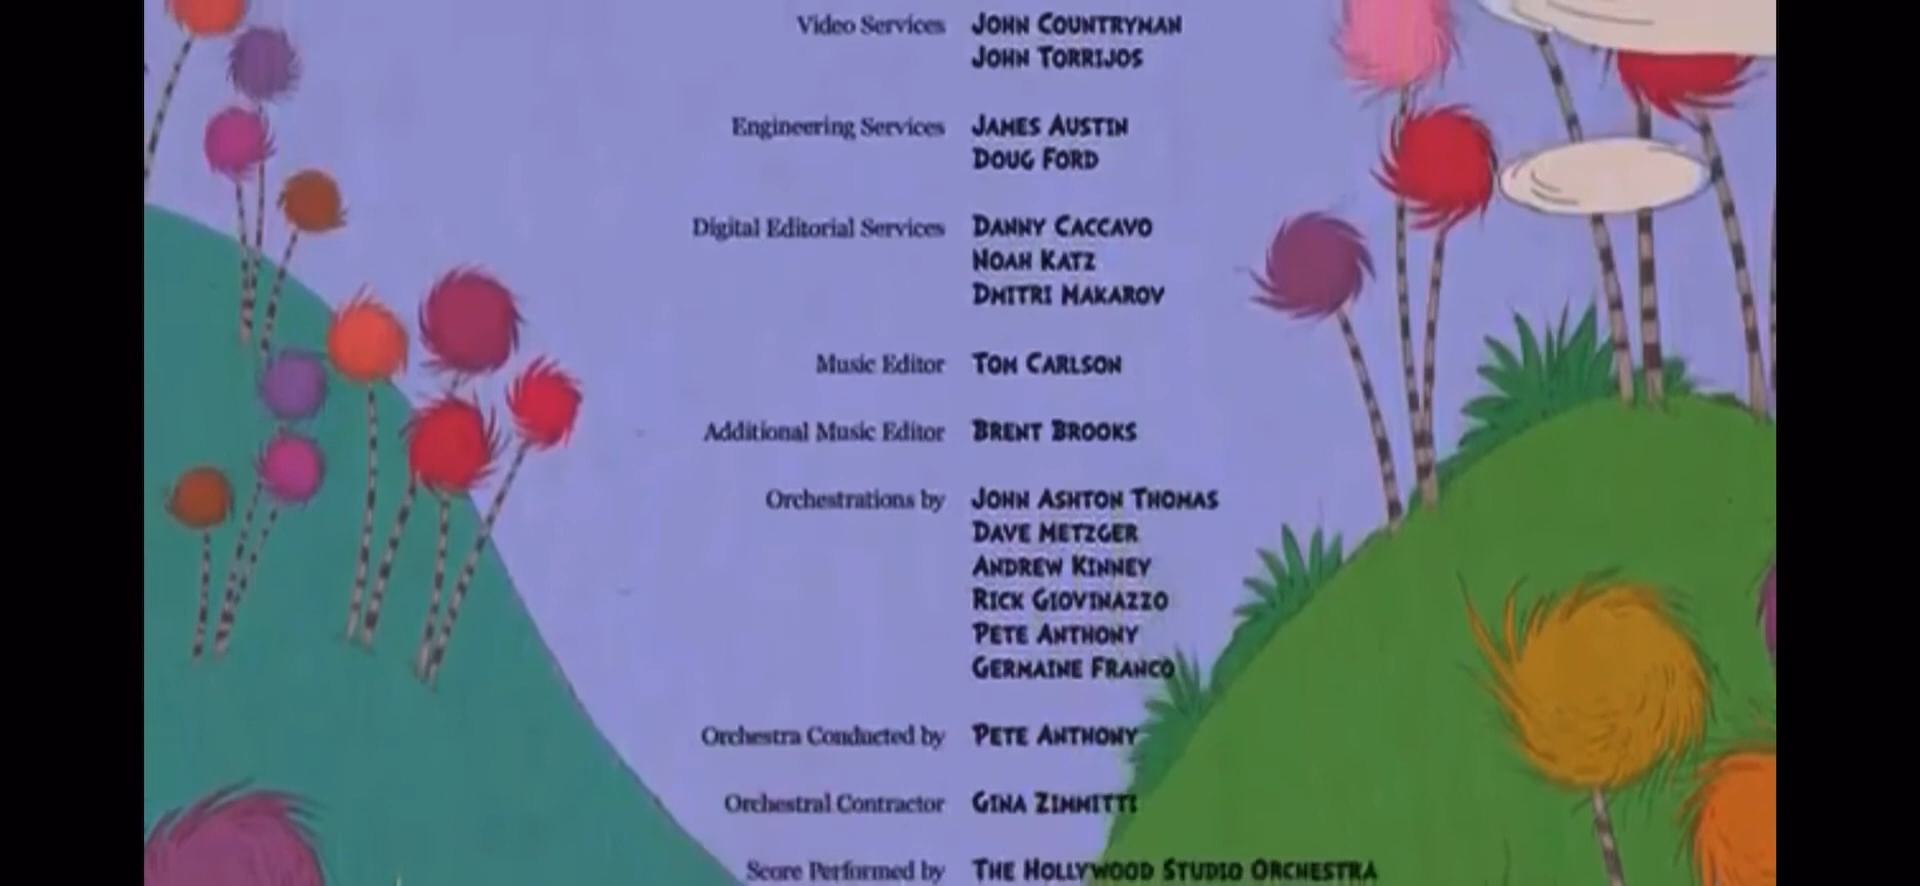 Video Services JOHN COUNTRYMAN
JOHN TORRIJOS
Engineering Services JAMES AUSTIN
DOUG FORD
Digital Editorial Services DANNY CACCAVO
NOAH KATZ
DMITRI MAKAROV
Music Editor TOM CARLSON
Additional Music Editor BRENT BROOKS
Orchestrations by JOHN ASHTON THOMAS
DAVE METZGER
ANDREW KINNEY
RICK GIOVINAZZO
PETE ANTHONY
GERMAINE FRANCO
Orchestra Conducted by PETE ANTHONY
Orchestral Contractor GINA ZIMMITTI
Score Performed by THE HOLLYWOOD STUDIO ORCHESTRA